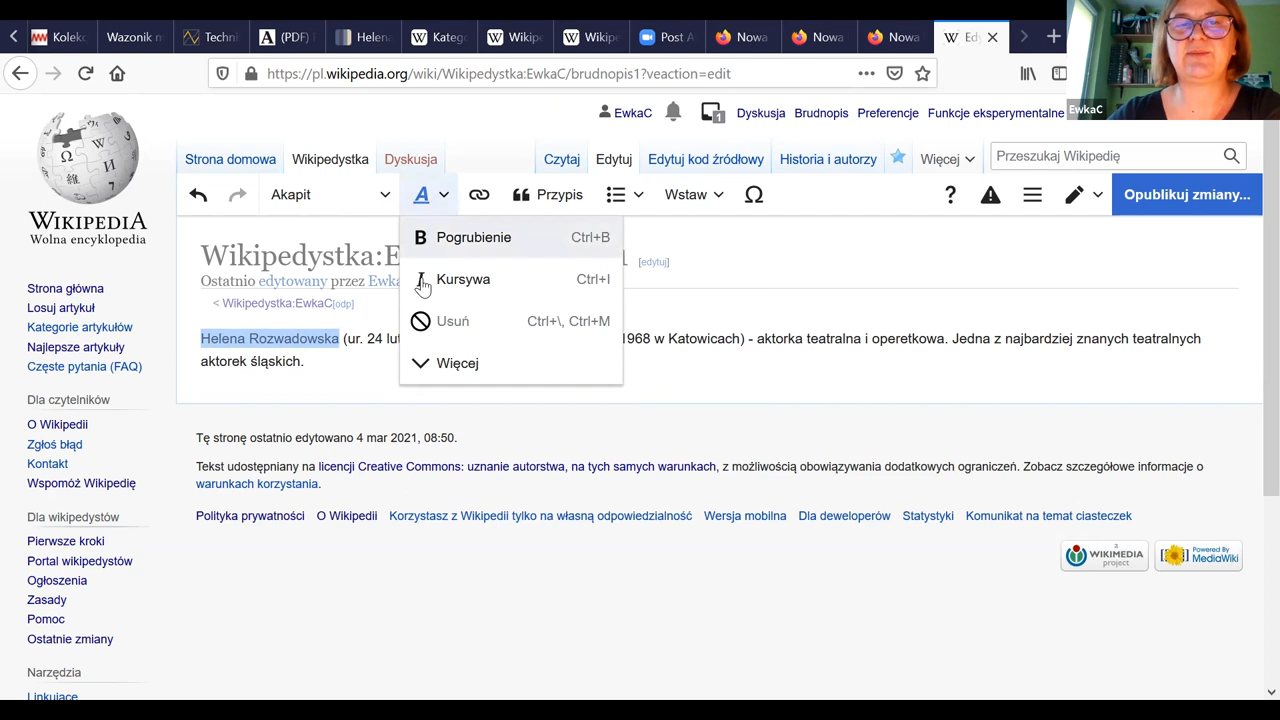 Kolekc
Wazonik m
Techni
(PDF)
Helena
Katego
Wikipe
Wikipe
Post A
Nowa
Nowa
Nowa
Edy
https://pl.wikipedia.org/wiki/Wikipedystka:EwkaC/brudnopis1?veaction=edit
EwkaC
EwkaC 1 Dyskusja Brudnopis Preferencje Funkcje eksperymentalne
Strona domowa Wikipedystka Dyskusja Czytaj Edytuj Edytuj kod źródłowy Historia i autorzy Więcej Przeszukaj Wikipedię
Akapit A Przypis Wstaw Ω ? Opublikuj zmiany...
WIKIPEDIA
Wolna encyklopedia
B Pogrubienie Ctrl+B
I Kursywa Ctrl+I
Usuń Ctrl+\, Ctrl+M
Więcej
Wikipedystka:E 1 [edytuj]
Ostatnio edytowany przez Ewka
< Wikipedystka:EwkaC[odp]
Helena Rozwadowska (ur. 24 lut 1968 w Katowicach) - aktorka teatralna i operetkowa. Jedna z najbardziej znanych teatralnych
aktorek śląskich.
Tę stronę ostatnio edytowano 4 mar 2021, 08:50.
Tekst udostępniany na licencji Creative Commons: uznanie autorstwa, na tych samych warunkach, z możliwością obowiązywania dodatkowych ograniczeń. Zobacz szczegółowe informacje o
warunkach korzystania.
Polityka prywatności O Wikipedii Korzystasz z Wikipedii tylko na własną odpowiedzialność Wersja mobilna Dla deweloperów Statystyki Komunikat na temat ciasteczek
A WIKIMEDIA project
Powered By MediaWiki
Strona główna
Losuj artykuł
Kategorie artykułów
Najlepsze artykuły
Częste pytania (FAQ)
Dla czytelników
O Wikipedii
Zgłoś błąd
Kontakt
Wspomóż Wikipedię
Dla wikipedystów
Pierwsze kroki
Portal wikipedystów
Ogłoszenia
Zasady
Pomoc
Ostatnie zmiany
Narzędzia
Linkujące